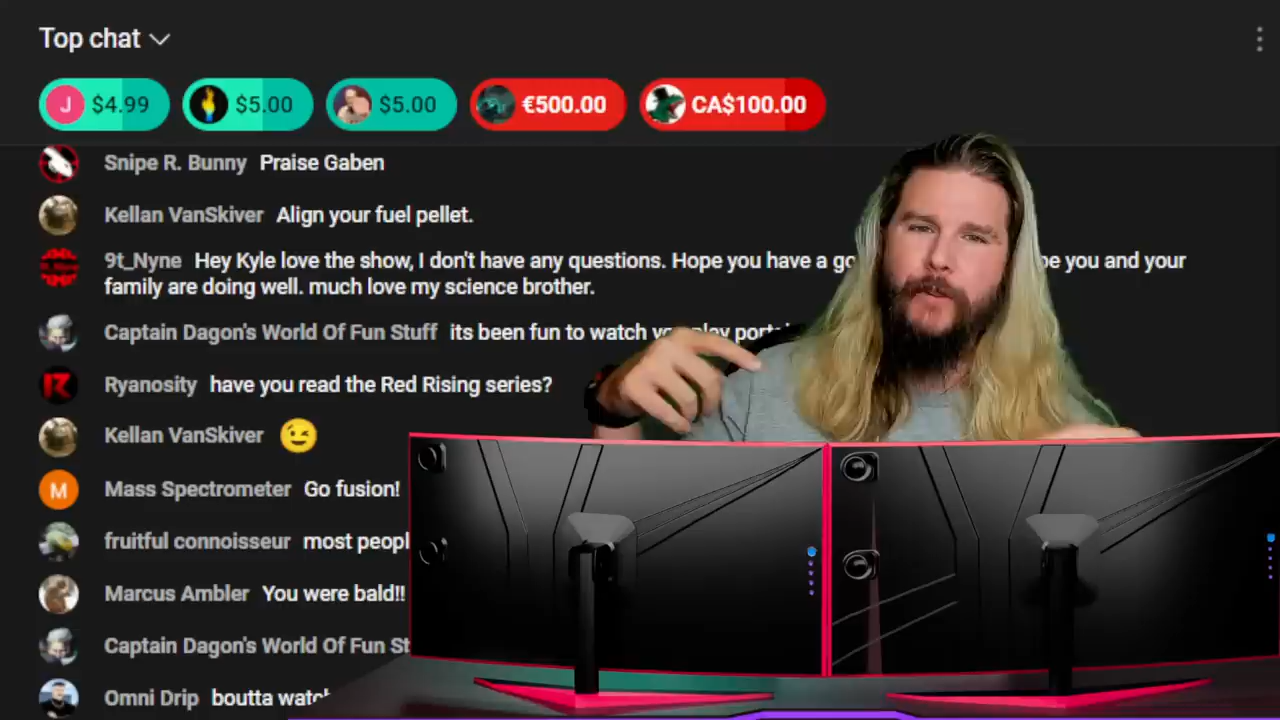 Top chat
J $4.99 $5.00 $5.00 €500.00 CA$100.00
Snipe R. Bunny Praise Gaben
Kellan VanSkiver Align your fuel pellet.
9t_Nyne Hey Kyle love the show, I don't have any questions. Hope you have a you and your
family are doing well. much love my science brother.
Captain Dagon's World Of Fun Stuff its been fun to watch
Ryanosity have you read the Red Rising series?
Kellan VanSkiver 😉
M Mass Spectrometer Go fusion!
fruitful connoisseur most
Marcus Ambler You were bald!!
Captain Dagon's World Of Fun
Omni Drip boutta